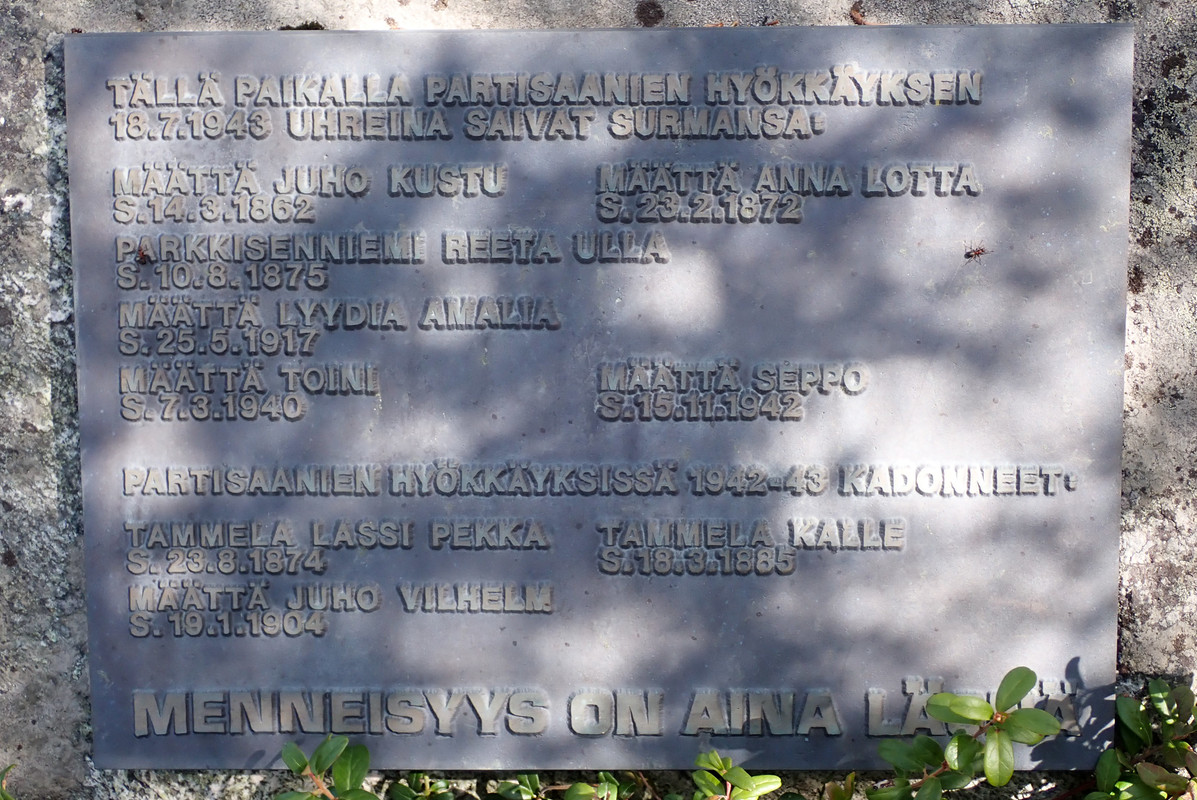 TÄLLÄ PAIKALLA PARTISAANIEN HYÖKKÄYKSEN
18.7.1943 UHREINA SAIVAT SURMANSA:
MÄÄTTÄ JUHO KUSTU MÄÄTTÄ ANNA LOTTA
S.14.3.1862 S. 23.2.1872
PARKKISENNIEMI REETA ULLA
S. 10.8.1875
MÄÄTTÄ LYYDIA AMALIA
S. 25.5.1917
MÄÄTTÄ TOINI MÄÄTTÄ SEPPO
S. 7.3.1940 S.15.11.1942
PARTISAANIEN HYÖKKÄYKSISSÄ 1942-43 KADONNEET:
TAMMELA LASSI PEKKA TAMMELA KALLE
S. 23.8.1874 S.18.3.1885
MÄÄTTÄ JUHO VILHELM
S. 19.1.1904
MENNEISYYS ON AINA